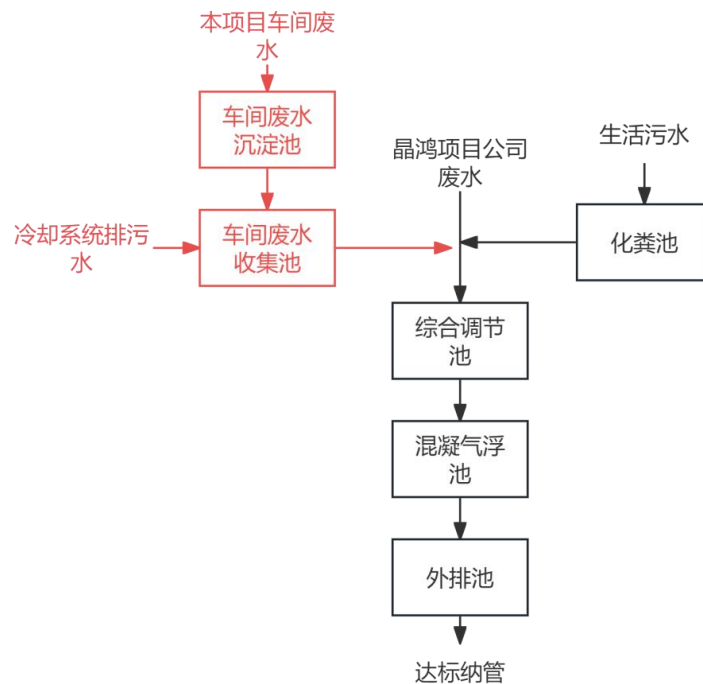 本项目车间废
水
车间废水
沉淀池
晶鸿项目公司
废水
生活污水
冷却系统排污
水
车间废水
收集池
化粪池
综合调节
池
混凝气浮
池
外排池
达标纳管